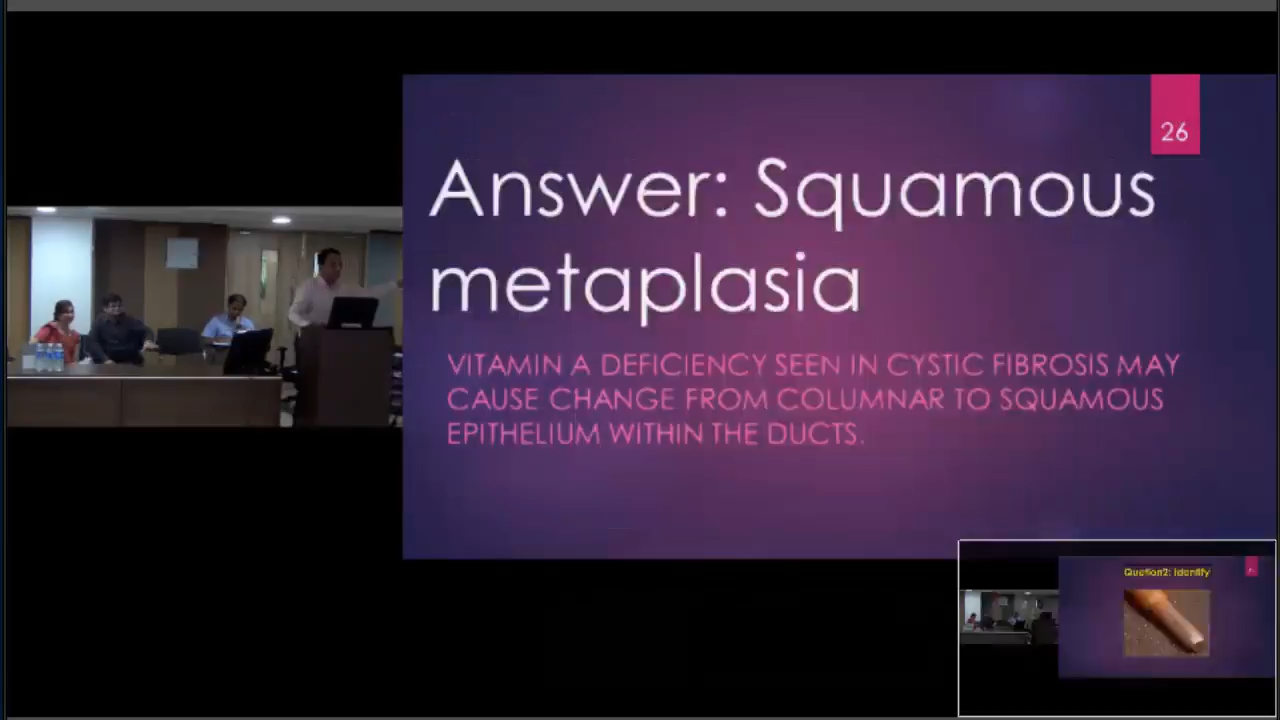 26
Answer: Squamous
metaplasia
VITAMIN A DEFICIENCY SEEN IN CYSTIC FIBROSIS MAY
CAUSE CHANGE FROM COLUMNAR TO SQUAMOUS
EPITHELIUM WITHIN THE DUCTS.
Quetion2: Identify